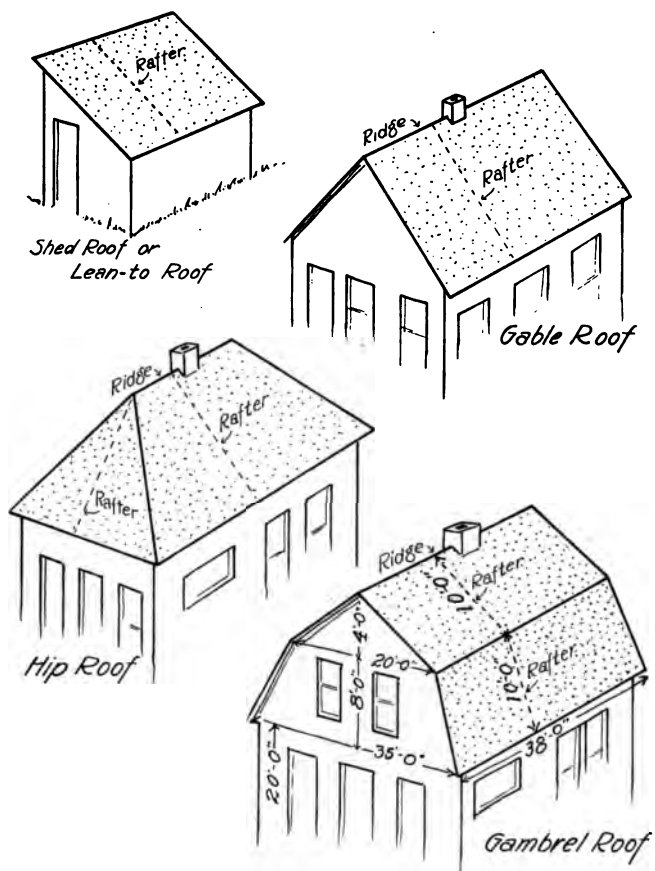 Rafter
Shed Roof or
Lean-to Roof
Ridge
Rafter
Gable Roof
Ridge
Rafter
Rafter
Hip Roof
Ridge
Rafter
10'-0"
4'-0"
20'-0
8'-0"
Rafter
10'-0
20'-0"
35'-0"
38'-0"
Gambrel Roof